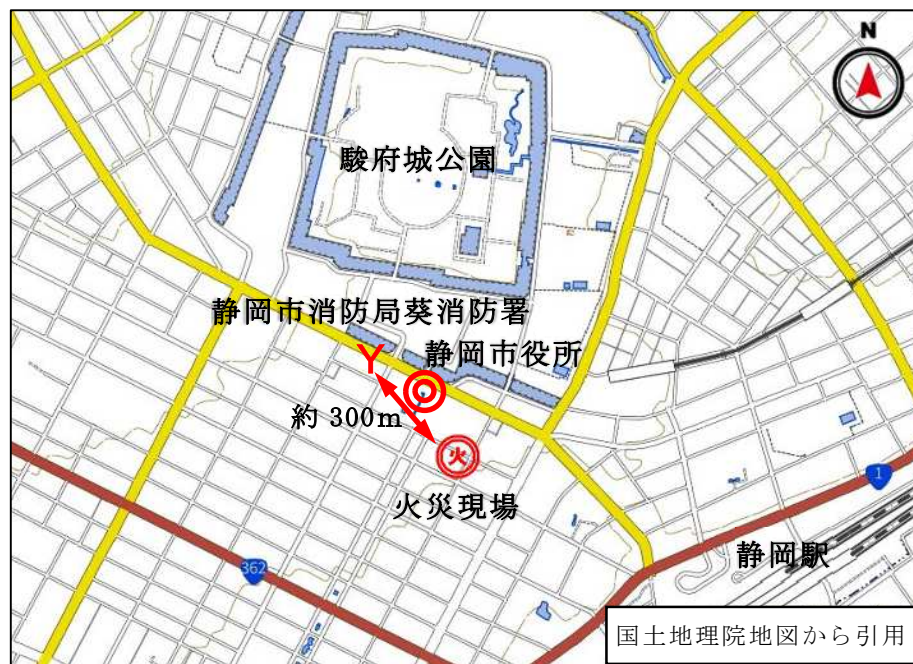 N
駿府城公園
静岡市消防局葵消防署
Y
静岡市役所
約 300m
火
火災現場
1
静岡駅
362
国土地理院地図から引用